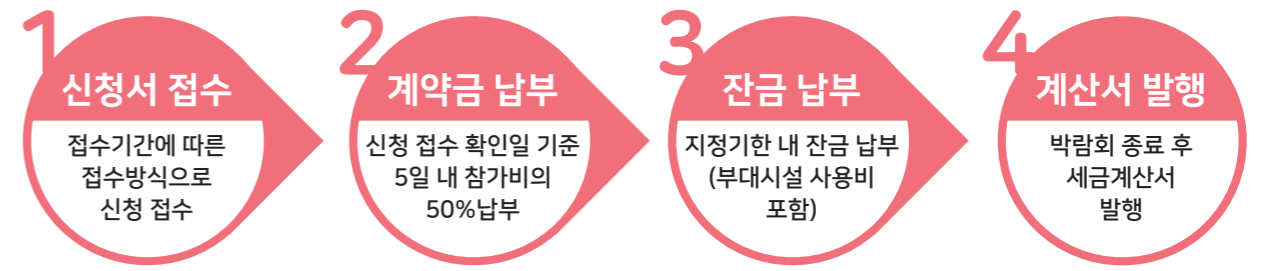 1
신청서 접수
접수기간에 따른
접수방식으로
신청 접수
2
계약금 납부
신청 접수 확인일 기준
5일 내 참가비의
50%납부
3
잔금 납부
지정기한 내 잔금 납부
(부대시설 사용비
포함)
4
계산서 발행
박람회 종료 후
세금계산서
발행